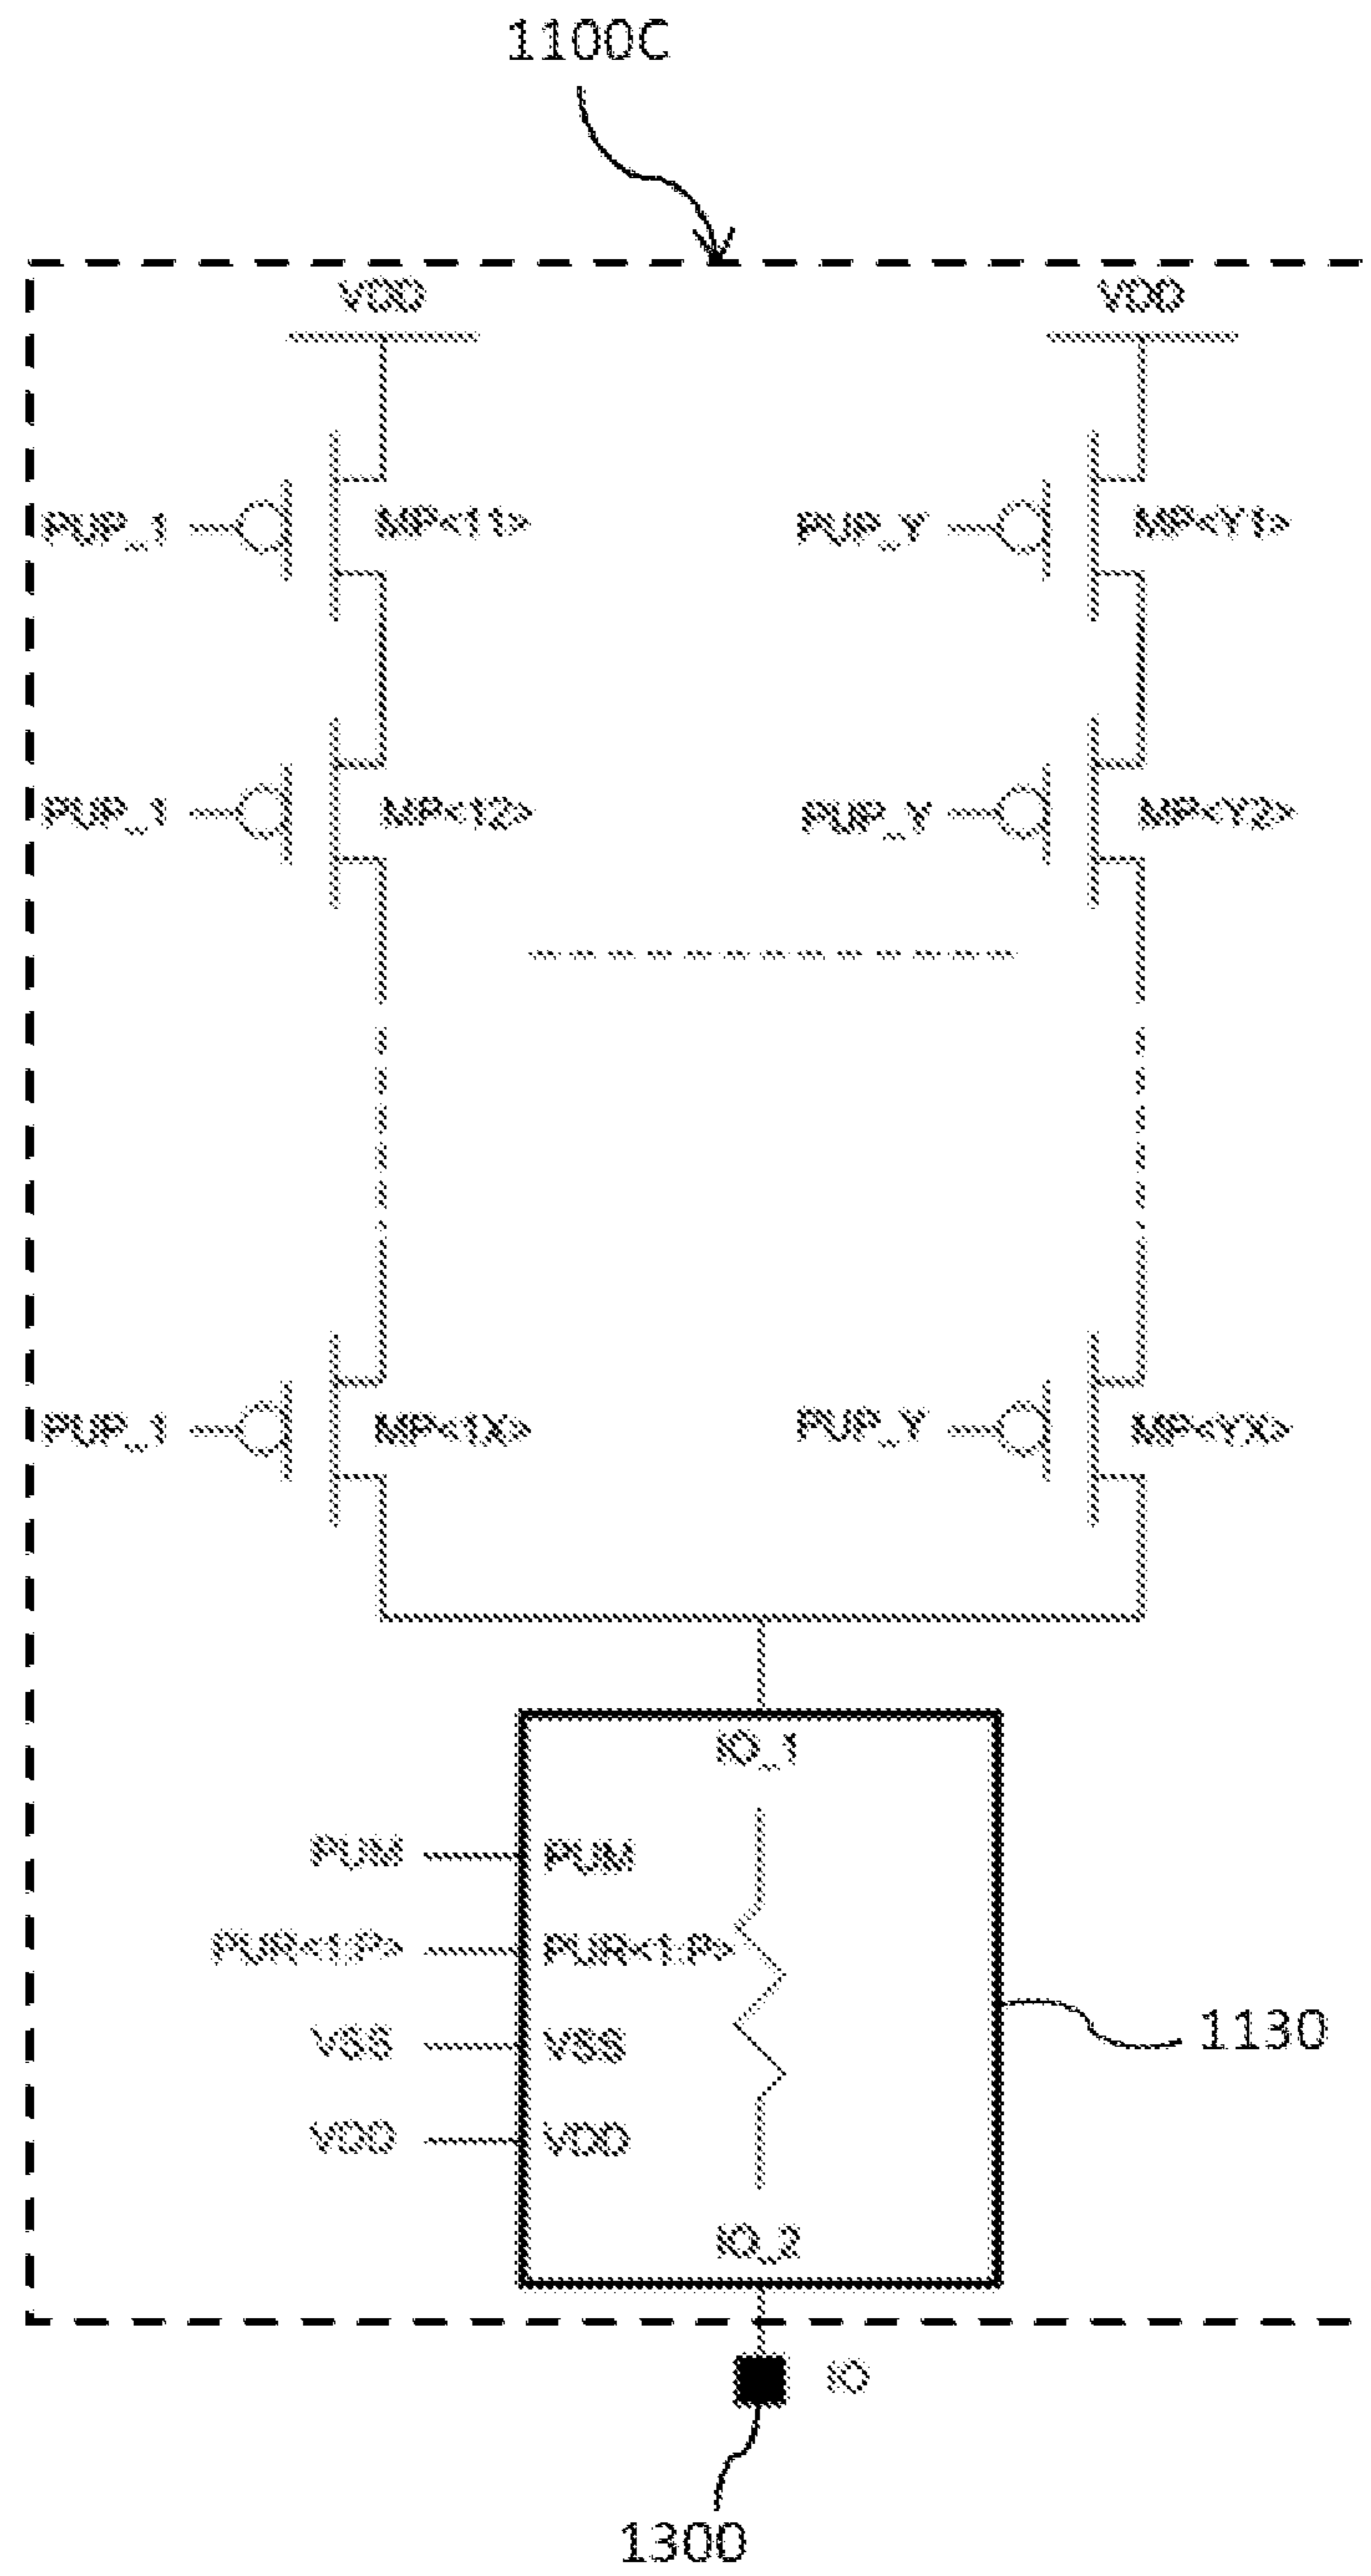 1100C
VDD VDD
PUP_1 MP<11> PUP_Y MP<Y1>
PUP_1 MP<12> PUP_Y MP<Y2>
PUP_1 MP<1X> PUP_Y MP<YX>
IO_1
PUM PUM
PUR<1:P> PUR<1:P>
VSS VSS
1130
VDD VDD
IO_2
IO
1300